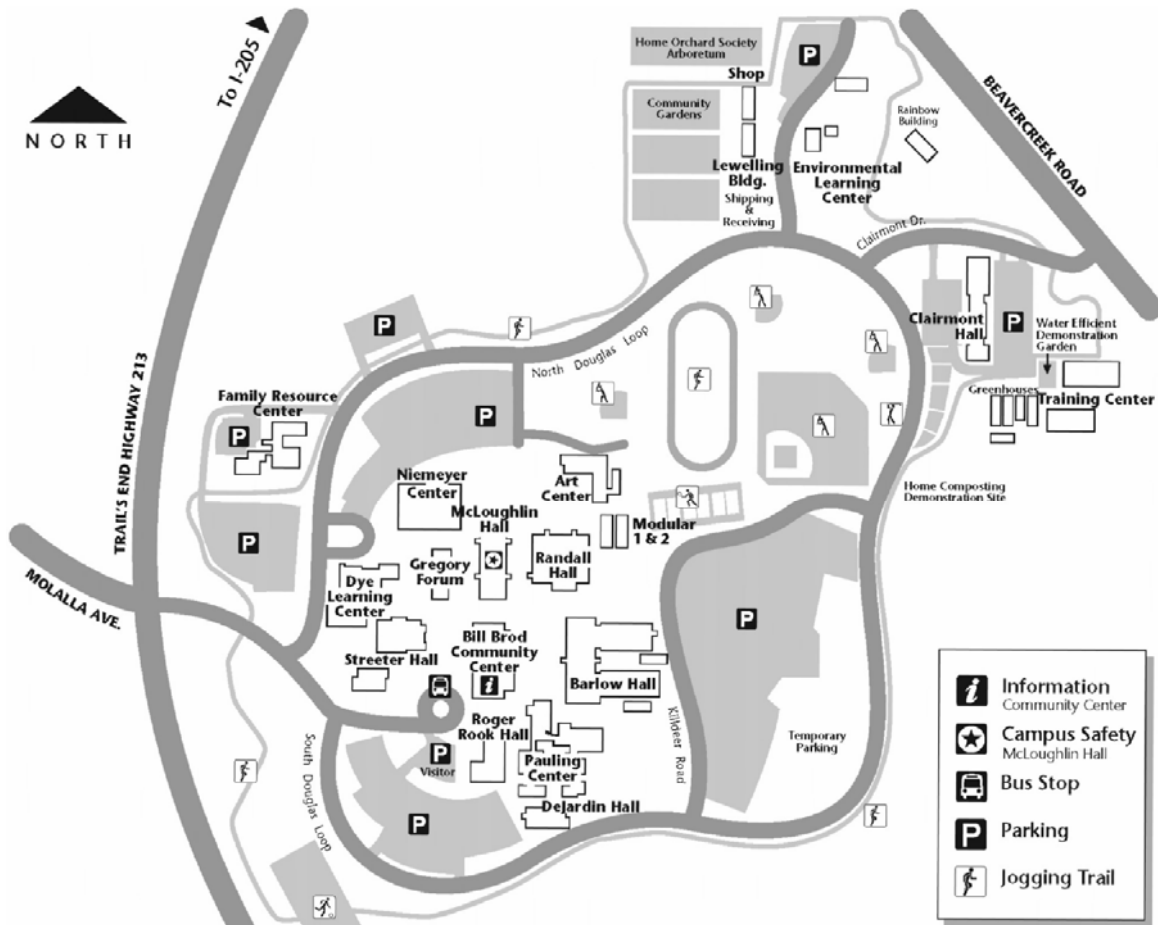 To I-205
NORTH
Home Orchard Society
Arboretum
P
Shop
Community
Gardens
Rainbow
Building
BEAVERCREEK ROAD
Lewelling
Bldg.
Shipping
&
Receiving
Environmental
Learning
Center
Clairmont Dr.
Clairmont
Hall
P
Water Efficient
Demonstration
Garden
Greenhouses
Training Center
P
North Douglas Loop
TRAIL'S END HIGHWAY 213
Family Resource
Center
P
P
Niemeyer
Center
Art
Center
Home Composting
Demonstration Site
McLoughlin
Hall
Modular
1 & 2
P
Gregory
Forum
Randall
Hall
MOLALLA AVE.
Dye
Learning
Center
P
Streeter Hall
Bill Brod
Community
Center
i
Barlow Hall
Killdeer Road
Temporary
Parking
Roger
Rook Hall
South Douglas Loop
P
Visitor
Pauling
Center
DeJardin Hall
P
i
Information
Community Center
Campus Safety
McLoughlin Hall
Bus Stop
P
Parking
Jogging Trail